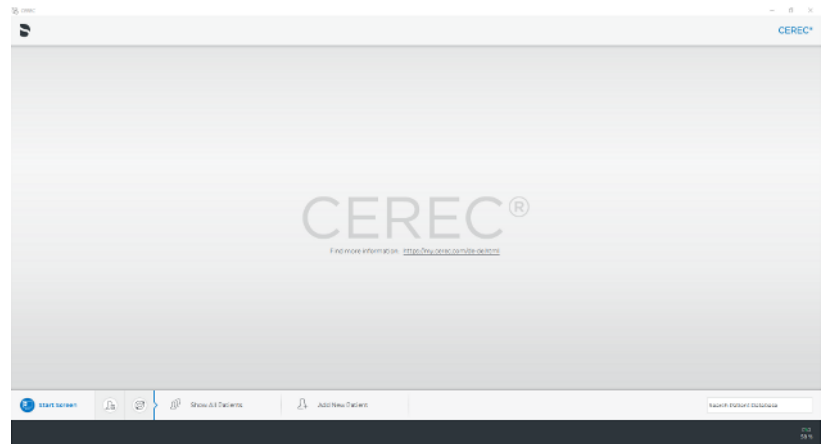 CEREC
CEREC®
CEREC®
Find more information: https://my.cerec.com/de-de.html
Start Screen
Show All Patients
Add New Patient
Search Patient Database